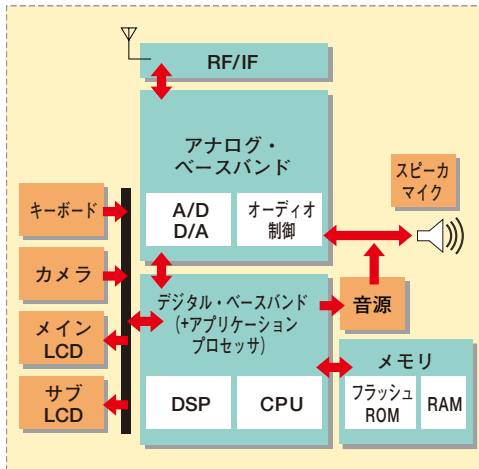 RF/IF
アナログ・
ベースバンド
A/D
D/A
オーディオ
制御
スピーカ
マイク
キーボード
カメラ
メイン
LCD
サブ
LCD
デジタル・ベースバンド
(+アプリケーション
プロセッサ)
DSP
CPU
音源
メモリ
フラッシュ
ROM
RAM